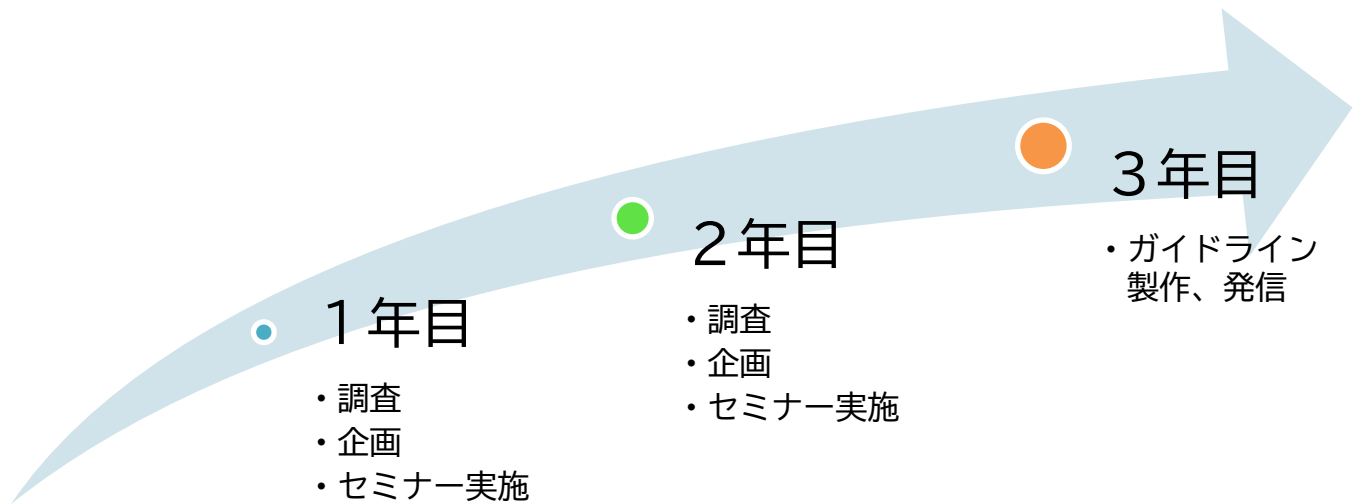 １年目
・調査
・企画
・セミナー実施
２年目
・調査
・企画
・セミナー実施
３年目
・ガイドライン
製作、発信